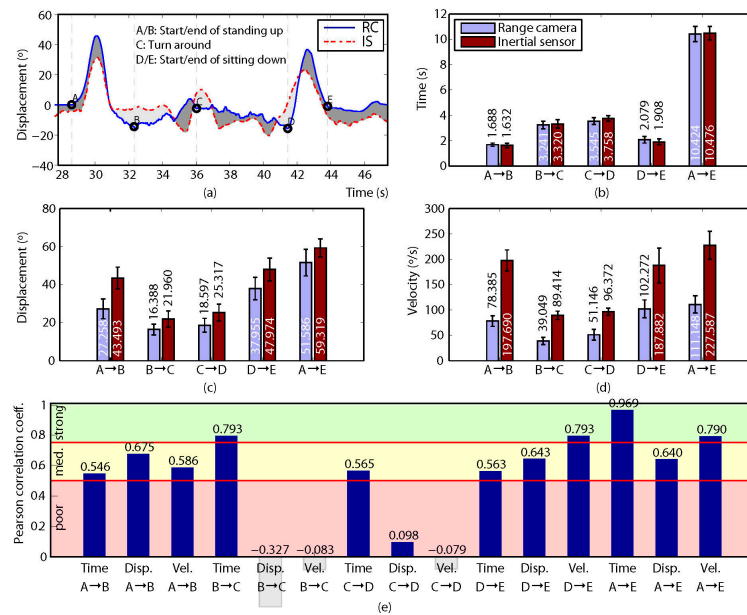 60
40
20
0
−20
−40
Displacement (°)
A/B: Start/end of standing up
C: Turn around
D/E: Start/end of sitting down
RC
IS
A
B
C
D
E
28 30 32 34 36 38 40 42 44 Time (s)
(a)
12
10
8
6
4
2
0
Time (s)
Range camera
Inertial sensor
1.688 1.632
3.241 3.320
3.545 3.758
2.079 1.908
10.424 10.476
A→B B→C C→D D→E A→E
(b)
80
60
40
20
0
Displacement (°)
27.258 43.493
16.388 21.960
18.597 25.317
37.955 47.974
51.586 59.319
A→B B→C C→D D→E A→E
(c)
300
250
200
150
100
50
0
Velocity (°/s)
78.385 197.690
39.049 89.414
51.146 96.372
102.272 187.882
111.148 227.587
A→B B→C C→D D→E A→E
(d)
Pearson correlation coeff.
1
0.8
0.6
0.4
0.2
0
strong
med.
poor
0.546 0.675 0.586 0.793 −0.327 −0.083 0.565 0.098 −0.079 0.563 0.643 0.793 0.969 0.640 0.790
Time Disp. Vel. Time Disp. Vel. Time Disp. Vel. Time Disp. Vel. Time Disp. Vel.
A→B A→B A→B B→C B→C B→C C→D C→D C→D D→E D→E D→E A→E A→E A→E
(e)